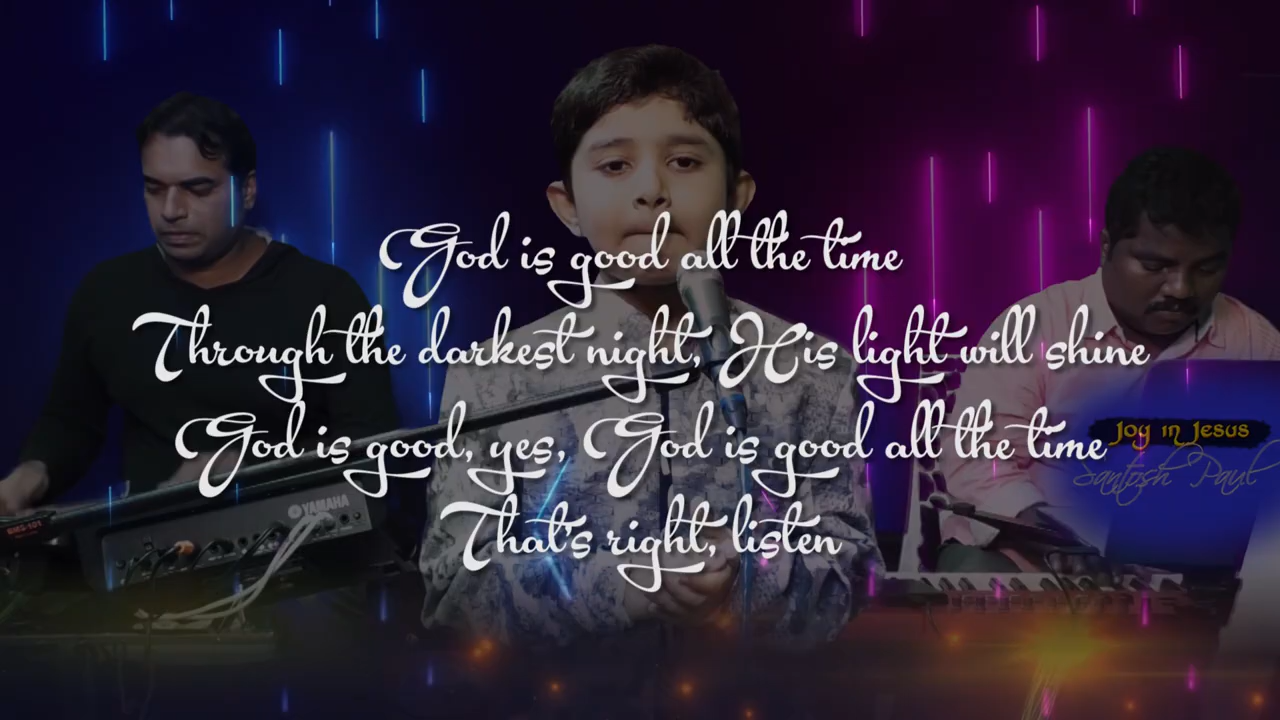 God is good all the time
Through the darkest night, His light will shine
God is good, yes, God is good all the time
That's right, listen
Joy in Jesus
Santosh Paul
YAMAHA